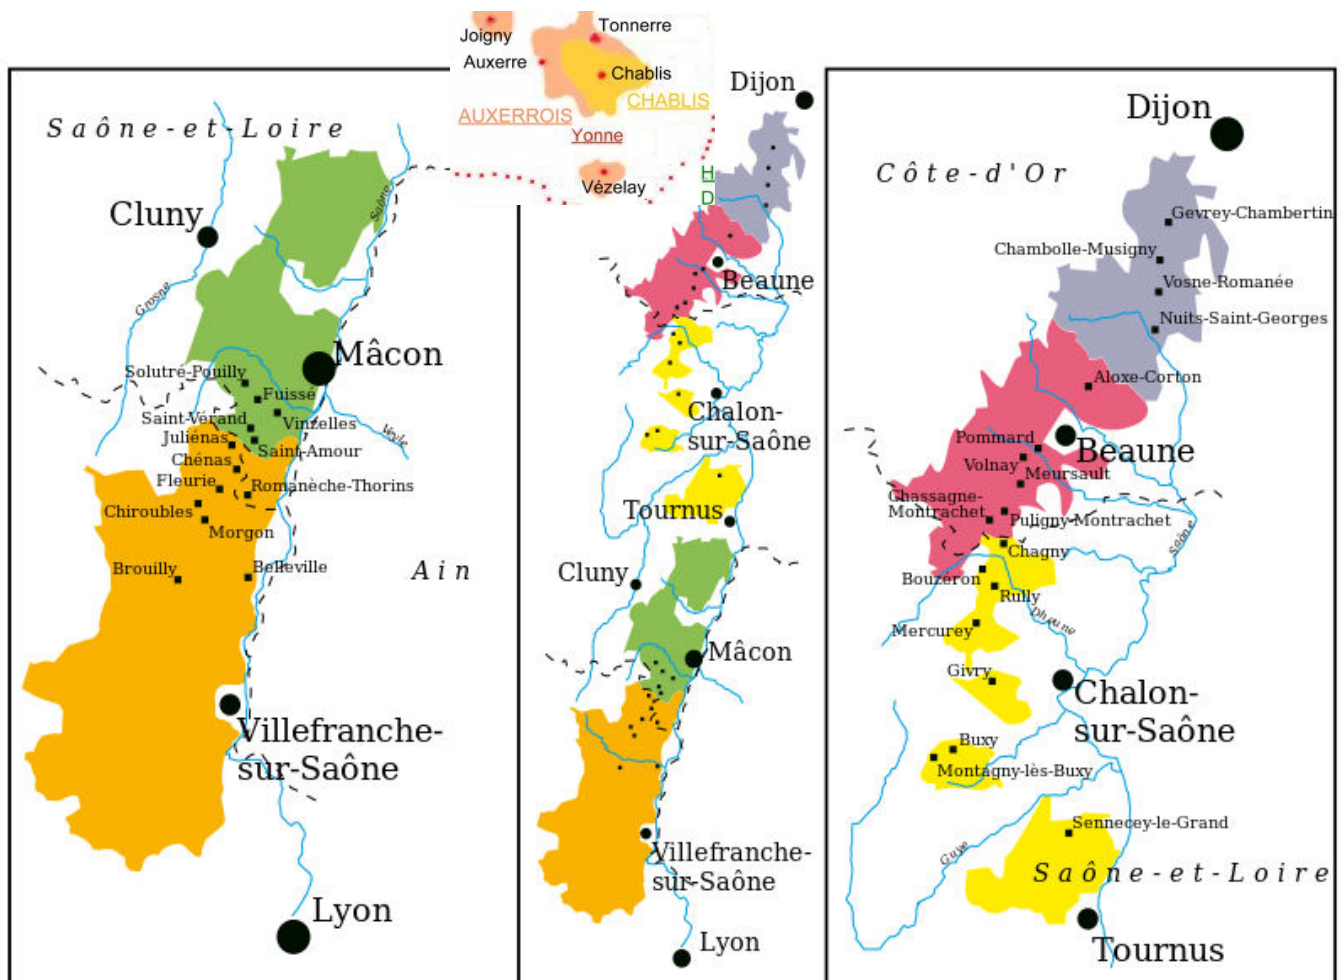 Joigny
Tonnerre
Auxerre
Chablis
AUXERROIS
CHABLIS
Yonne
Vézelay
H
D
Saône-et-Loire
Cluny
Saône
Grosne
Mâcon
Solutré-Pouilly
Fuissé
Saint-Vérand
Vinzelles
Veyle
Juliénas
Saint-Amour
Chénas
Fleurie
Romanèche-Thorins
Chiroubles
Morgon
Brouilly
Belleville
Ain
Villefranche-
sur-Saône
Lyon
Dijon
Beaune
Chalon-
sur-Saône
Tournus
Cluny
Mâcon
Villefranche-
sur-Saône
Lyon
Dijon
Côte-d'Or
Gevrey-Chambertin
Chambolle-Musigny
Vosne-Romanée
Nuits-Saint-Georges
Aloxe-Corton
Pommard
Beaune
Volnay
Meursault
Chassagne-
Montrachet
Puligny-Montrachet
Saône
Chagny
Bouzeron
Rully
Dheune
Mercurey
Givry
Chalon-
sur-Saône
Buxy
Montagny-lès-Buxy
Sennecey-le-Grand
Guye
Saône-et-Loire
Tournus